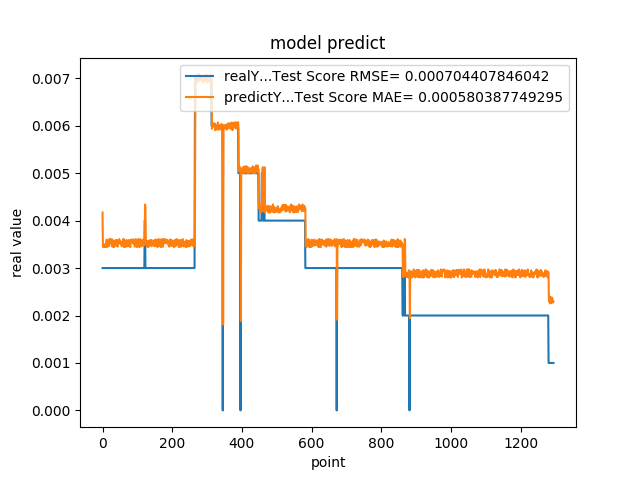 model predict
realY...Test Score RMSE= 0.000704407846042
predictY...Test Score MAE= 0.000580387749295
0.007
0.006
0.005
0.004
0.003
0.002
0.001
0.000
real value
0 200 400 600 800 1000 1200
point